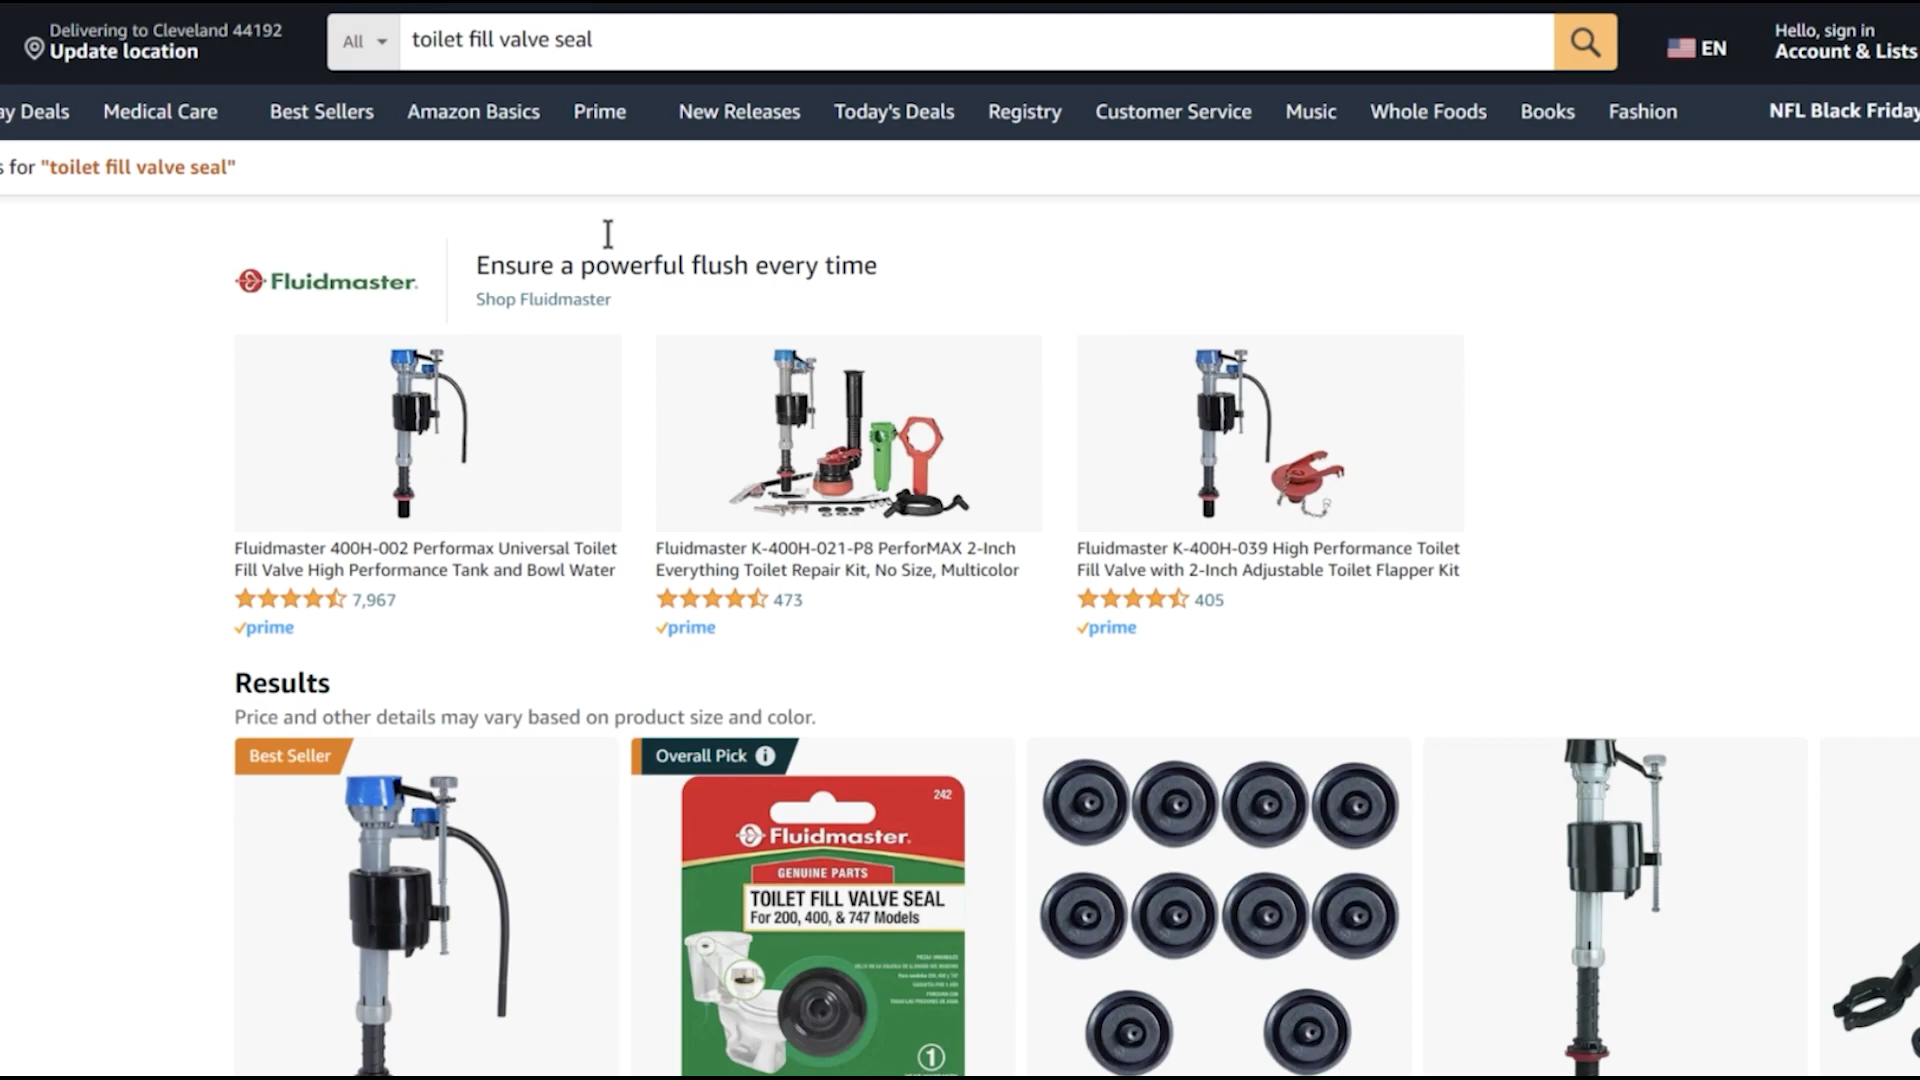 Delivering to Cleveland 44192
Update location
All
toilet fill valve seal
EN
Hello, sign in
Account & Lists
ay Deals
Medical Care
Best Sellers
Amazon Basics
Prime
New Releases
Today's Deals
Registry
Customer Service
Music
Whole Foods
Books
Fashion
NFL Black Friday
s for "toilet fill valve seal"
Fluidmaster.
Ensure a powerful flush every time
Shop Fluidmaster
Fluidmaster 400H-002 Performax Universal Toilet
Fill Valve High Performance Tank and Bowl Water
7,967
prime
Fluidmaster K-400H-021-P8 PerforMAX 2-Inch
Everything Toilet Repair Kit, No Size, Multicolor
473
prime
Fluidmaster K-400H-039 High Performance Toilet
Fill Valve with 2-Inch Adjustable Toilet Flapper Kit
405
prime
Results
Price and other details may vary based on product size and color.
Best Seller
Overall Pick
242
Fluidmaster.
GENUINE PARTS
TOILET FILL VALVE SEAL
For 200, 400, & 747 Models
1